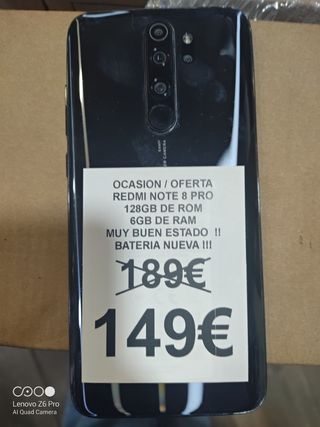 OCASION / OFERTA
REDMI NOTE 8 PRO
128GB DE ROM
6GB DE RAM
MUY BUEN ESTADO !!
BATERIA NUEVA !!!
189€
149€
Lenovo Z6 Pro
AI Quad Camera